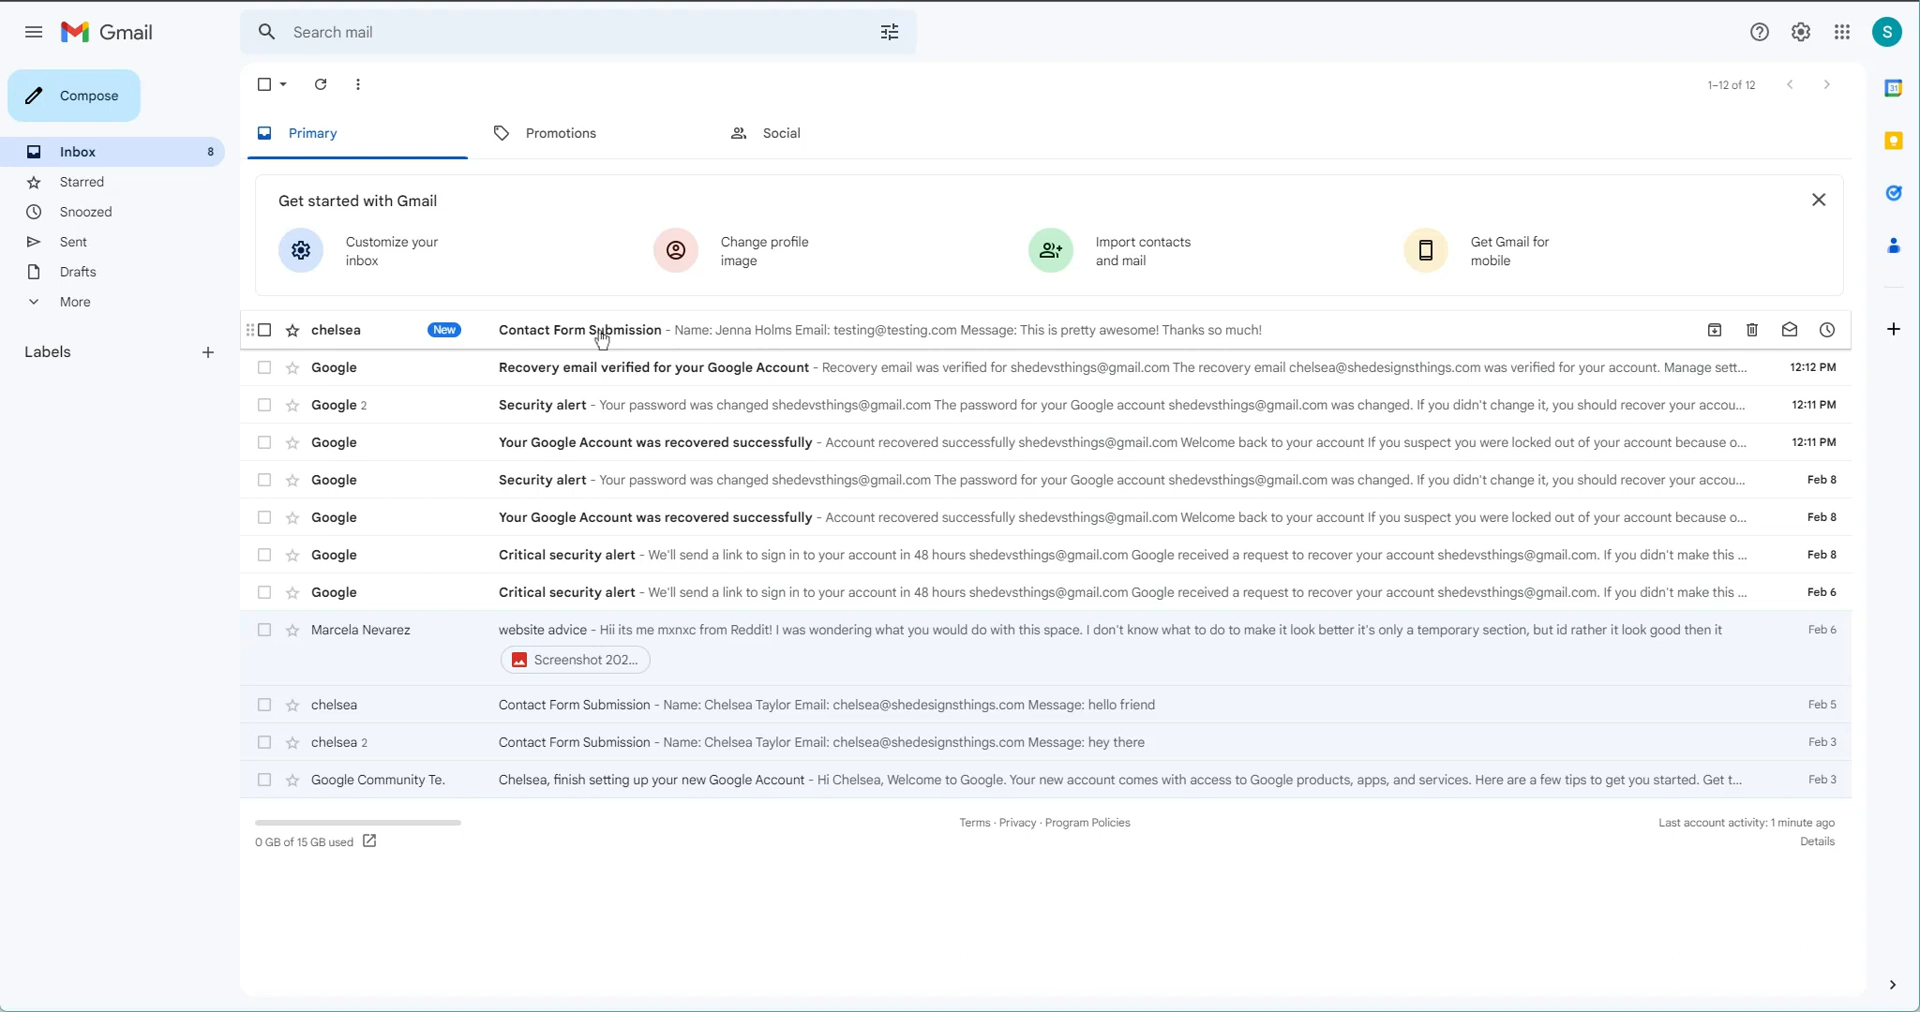 Gmail
Search mail
Compose
1–12 of 12
31
S
Primary
Promotions
Social
Inbox 8
Starred
Snoozed
Sent
Drafts
More
Labels
Get started with Gmail
Customize your
inbox
Change profile
image
Import contacts
and mail
Get Gmail for
mobile
chelsea New Contact Form Submission - Name: Jenna Holms Email: testing@testing.com Message: This is pretty awesome! Thanks so much!
Google Recovery email verified for your Google Account - Recovery email was verified for shedevsthings@gmail.com The recovery email chelsea@shedesignsthings.com was verified for your account. Manage sett... 12:12 PM
Google 2 Security alert - Your password was changed shedevsthings@gmail.com The password for your Google account shedevsthings@gmail.com was changed. If you didn't change it, you should recover your accou... 12:11 PM
Google Your Google Account was recovered successfully - Account recovered successfully shedevsthings@gmail.com Welcome back to your account If you suspect you were locked out of your account because o... 12:11 PM
Google Security alert - Your password was changed shedevsthings@gmail.com The password for your Google account shedevsthings@gmail.com was changed. If you didn't change it, you should recover your accou... Feb 8
Google Your Google Account was recovered successfully - Account recovered successfully shedevsthings@gmail.com Welcome back to your account If you suspect you were locked out of your account because o... Feb 8
Google Critical security alert - We'll send a link to sign in to your account in 48 hours shedevsthings@gmail.com Google received a request to recover your account shedevsthings@gmail.com. If you didn't make this ... Feb 8
Google Critical security alert - We'll send a link to sign in to your account in 48 hours shedevsthings@gmail.com Google received a request to recover your account shedevsthings@gmail.com. If you didn't make this ... Feb 6
Marcela Nevarez website advice - Hii its me mxnxc from Reddit! I was wondering what you would do with this space. I don't know what to do to make it look better it's only a temporary section, but id rather it look good then it Feb 6
Screenshot 202...
chelsea Contact Form Submission - Name: Chelsea Taylor Email: chelsea@shedesignsthings.com Message: hello friend Feb 5
chelsea 2 Contact Form Submission - Name: Chelsea Taylor Email: chelsea@shedesignsthings.com Message: hey there Feb 3
Google Community Te. Chelsea, finish setting up your new Google Account - Hi Chelsea, Welcome to Google. Your new account comes with access to Google products, apps, and services. Here are a few tips to get you started. Get t... Feb 3
0 GB of 15 GB used
Terms · Privacy · Program Policies
Last account activity: 1 minute ago
Details